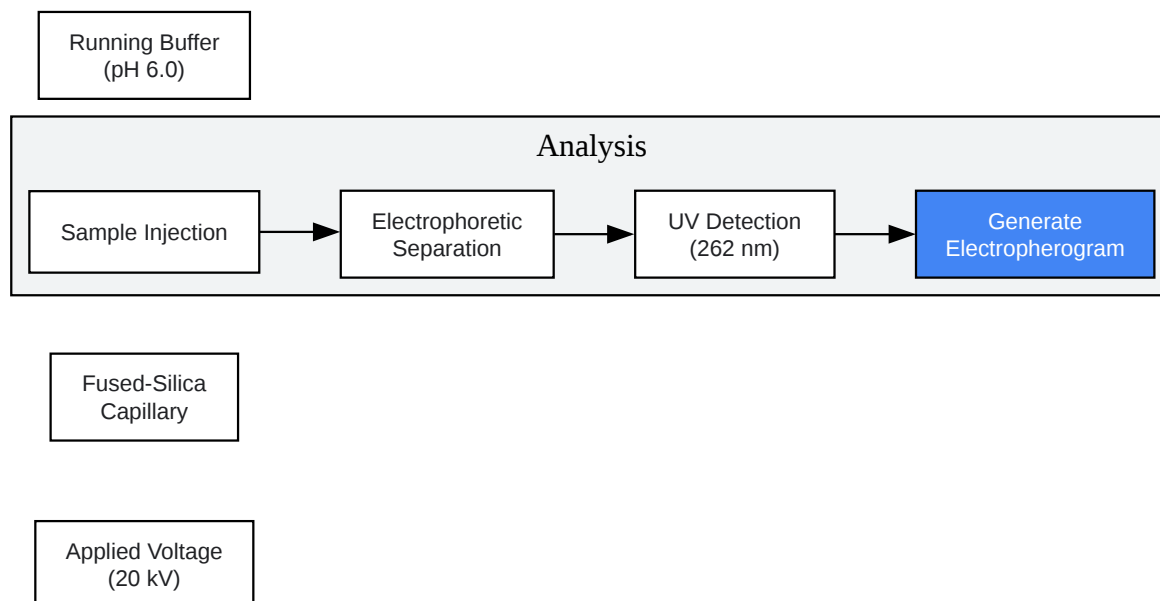 Running Buffer
(pH 6.0)
Analysis
Sample Injection
Electrophoretic
Separation
UV Detection
(262 nm)
Generate
Electropherogram
Fused-Silica
Capillary
Applied Voltage
(20 kV)